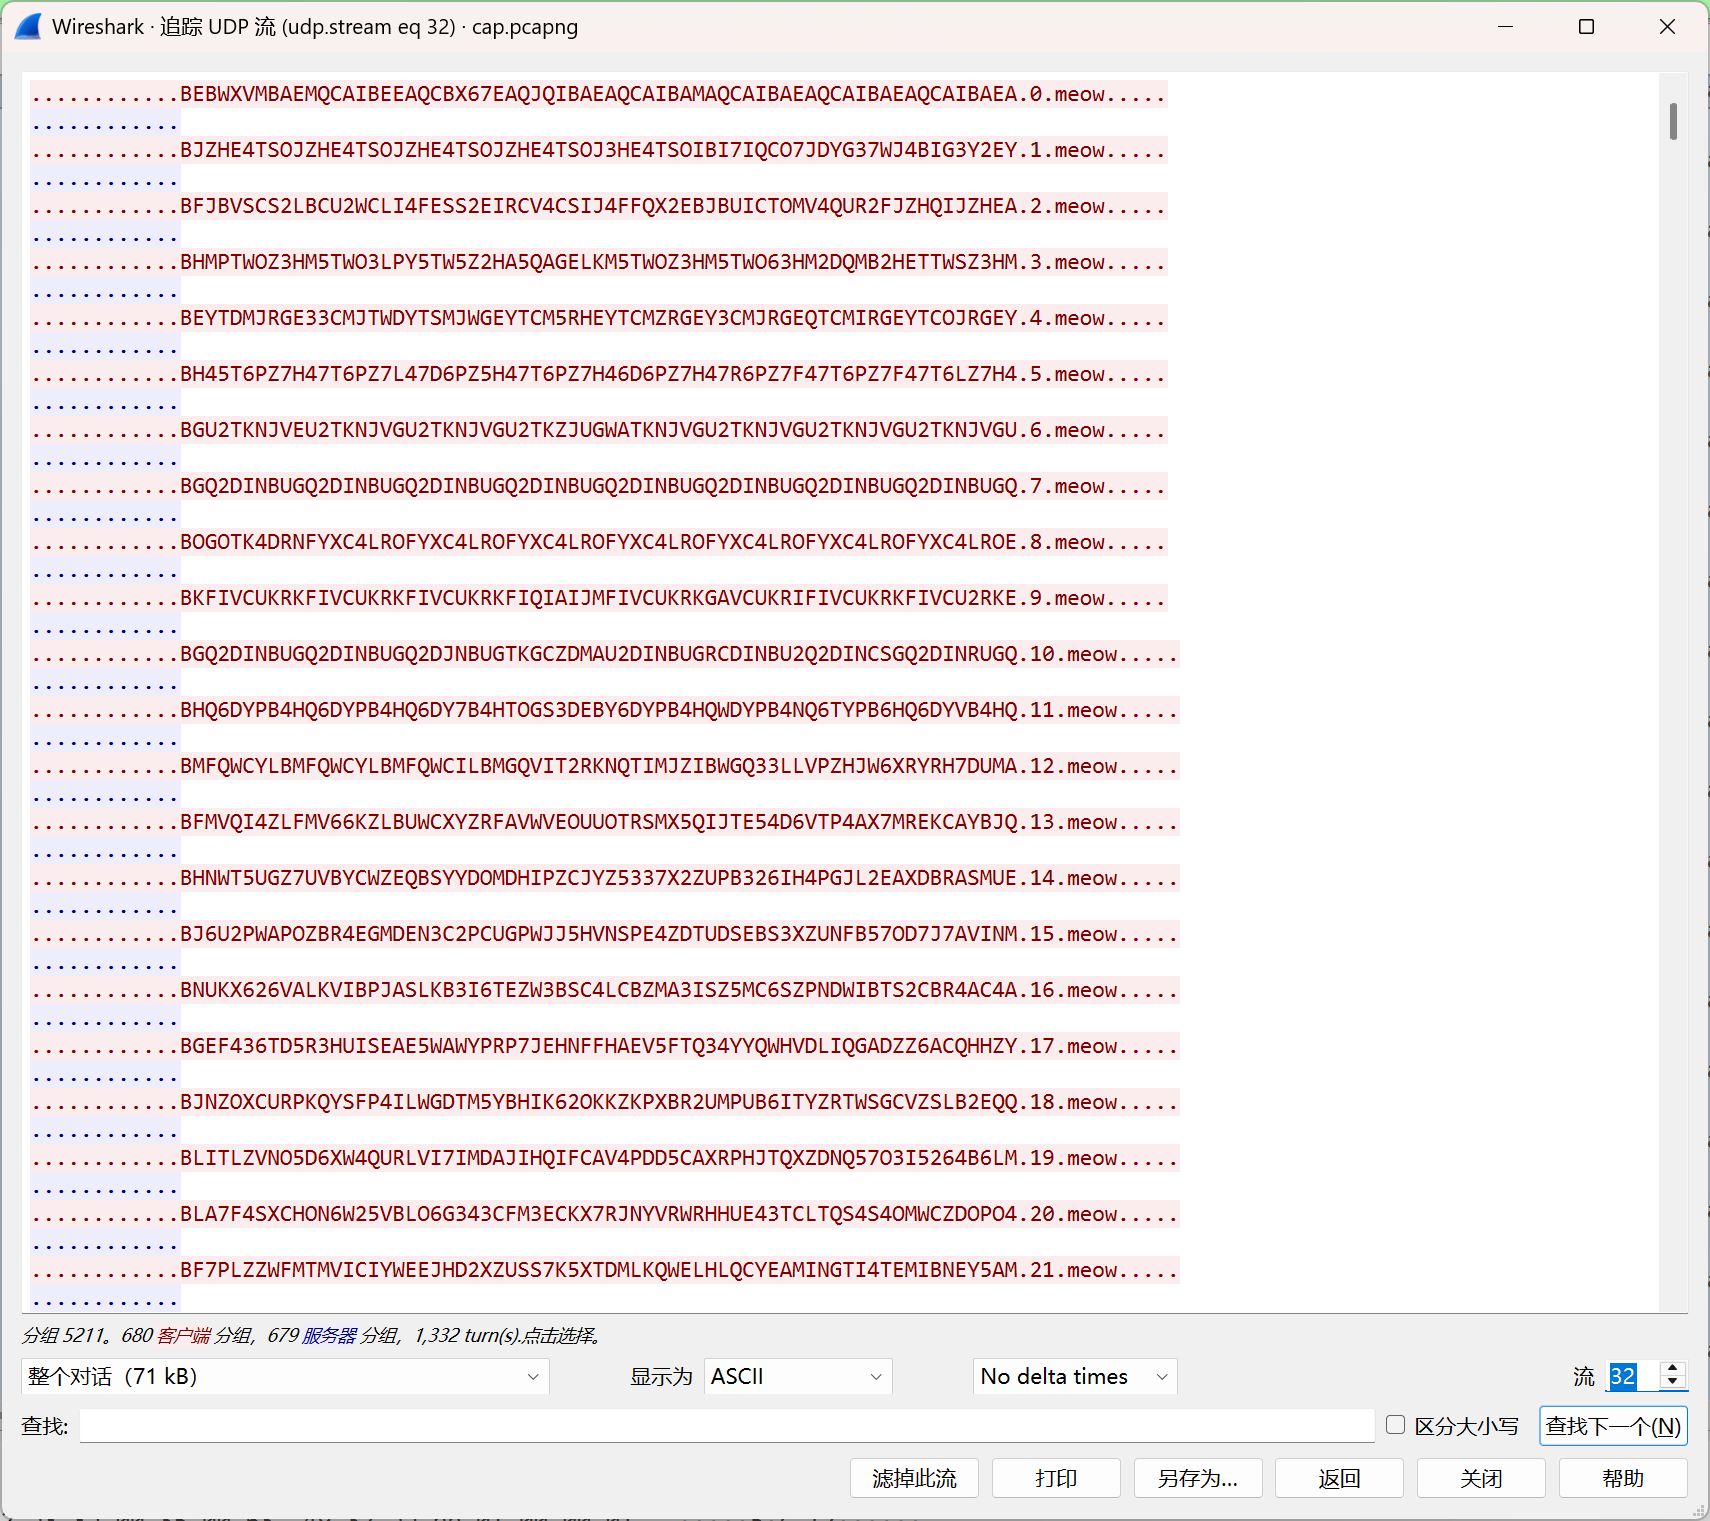 Wireshark · 追踪 UDP 流 (udp.stream eq 32) · cap.pcapng
............BEBWXVMBAEMQCAIBEEAQCBX67EAQJQIBAEAQCAIBAMAQCAIBAEAQCAIBAEAQCAIBAEA.0.meow.....
............
............BJZHE4TSOJZHE4TSOJZHE4TSOJZHE4TSOJ3HE4TSOIBI7IQCO7JDYG37WJ4BIG3Y2EY.1.meow.....
............
............BFJBVSCS2LBCU2WCLI4FESS2EIRCV4CSIJ4FFQX2EBJBUICTOMV4QUR2FJZHQIJZHEA.2.meow.....
............
............BHMPTWOZ3HM5TWO3LPY5TW5Z2HA5QAGELKM5TWOZ3HM5TWO63HM2DQMB2HETTWSZ3HM.3.meow.....
............
............BEYTDMJRGE33CMJTWDYTSMJWGEYTCM5RHEYTCMZRGEY3CMJRGEQTCMIRGEYTCOJRGEY.4.meow.....
............
............BH45T6PZ7H47T6PZ7L47D6PZ5H47T6PZ7H46D6PZ7H47R6PZ7F47T6PZ7F47T6LZ7H4.5.meow.....
............
............BGU2TKNJVEU2TKNJVGU2TKNJVGU2TKZJUGWATKNJVGU2TKNJVGU2TKNJVGU2TKNJVGU.6.meow.....
............
............BGQ2DINBUGQ2DINBUGQ2DINBUGQ2DINBUGQ2DINBUGQ2DINBUGQ2DINBUGQ2DINBUGQ.7.meow.....
............
............BOGOTK4DRNFYXC4LROFYXC4LROFYXC4LROFYXC4LROFYXC4LROFYXC4LROFYXC4LROE.8.meow.....
............
............BKFIVCUKRKFIVCUKRKFIVCUKRKFIQIAIJMFIVCUKRKGAVCUKRIFIVCUKRKFIVCU2RKE.9.meow.....
............
............BGQ2DINBUGQ2DINBUGQ2DJNBUGTKGCZDMAU2DINBUGRCDINBU2Q2DINCSGQ2DINRUGQ.10.meow.....
............
............BHQ6DYPB4HQ6DYPB4HQ6DY7B4HTOGS3DEBY6DYPB4HQWDYPB4NQ6TYPB6HQ6DYVB4HQ.11.meow.....
............
............BMFQWCYLBMFQWCYLBMFQWCILBMGQVIT2RKNQTIMJZIBWGQ33LLVPZHJW6XRYRH7DUMA.12.meow.....
............
............BFMVQI4ZLFMV66KZLBUWCXYZRFAVWVEOUUOTRSMX5QIJTE54D6VTP4AX7MREKCAYBJQ.13.meow.....
............
............BHNWT5UGZ7UVBYCWZEQBSYYDOMDHIPZCJYZ5337X2ZUPB326IH4PGJL2EAXDBRASMUE.14.meow.....
............
............BJ6U2PWAPOZBR4EGMDEN3C2PCUGPWJJ5HVNSPE4ZDTUDSEBS3XZUNFB57OD7J7AVINM.15.meow.....
............
............BNUKX626VALKVIBPJASLKB3I6TEZW3BSC4LCBZMA3ISZ5MC6SZPNDWIBTS2CBR4AC4A.16.meow.....
............
............BGEF436TD5R3HUISEAE5WAWYPRP7JEHNFFHAEV5FTQ34YYQWHVDLIQGADZZ6ACQHHZY.17.meow.....
............
............BJNZOXCURPKQYSFP4ILWGDTM5YBHIK62OKKZKPXBR2UMPUB6ITYZRTWSGCVZSLB2EQQ.18.meow.....
............
............BLITLZVNO5D6XW4QURLVI7IMDAJIHQIFCAV4PDD5CAXRPHJTQXZDNQ57O3I5264B6LM.19.meow.....
............
............BLA7F4SXCHON6W25VBLO6G343CFM3ECKX7RJNYVRWRHHUE43TCLTQS4S4OMWCZDOPO4.20.meow.....
............
............BF7PLZZWFMTMVICIYWEEJHD2XZUSS7K5XTDMLKQWELHLQCYEAMINGTI4TEMIBNEY5AM.21.meow.....
............
分组 5211。680 客户端 分组，679 服务器 分组，1,332 turn(s).点击选择。
整个对话（71 kB） 显示为 ASCII No delta times 流 32
查找: 区分大小写 查找下一个(N)
滤掉此流 打印 另存为... 返回 关闭 帮助